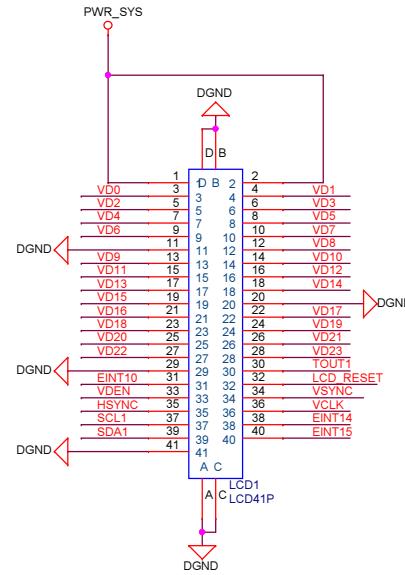 PWR_SYS
DGND
D B
1 1 D B 2 2
VD0 3 3 4 4 VD1
VD2 5 5 6 6 VD3
VD4 7 7 8 8 VD5
VD6 9 9 10 10 VD7
DGND 11 11 12 12 VD8
VD9 13 13 14 14 VD10
VD11 15 15 16 16 VD12
VD13 17 17 18 18 VD14
VD15 19 19 20 20 DGND
VD16 21 21 22 22 VD17
VD18 23 23 24 24 VD19
VD20 25 25 26 26 VD21
VD22 27 27 28 28 VD23
DGND 29 29 30 30 TOUT1
EINT10 31 31 32 32 LCD_RESET
VDEN 33 33 34 34 VSYNC
HSYNC 35 35 36 36 VCLK
SCL1 37 37 38 38 EINT14
SDA1 39 39 40 40 EINT15
DGND 41 41
A C
LCD1
A C LCD41P
DGND